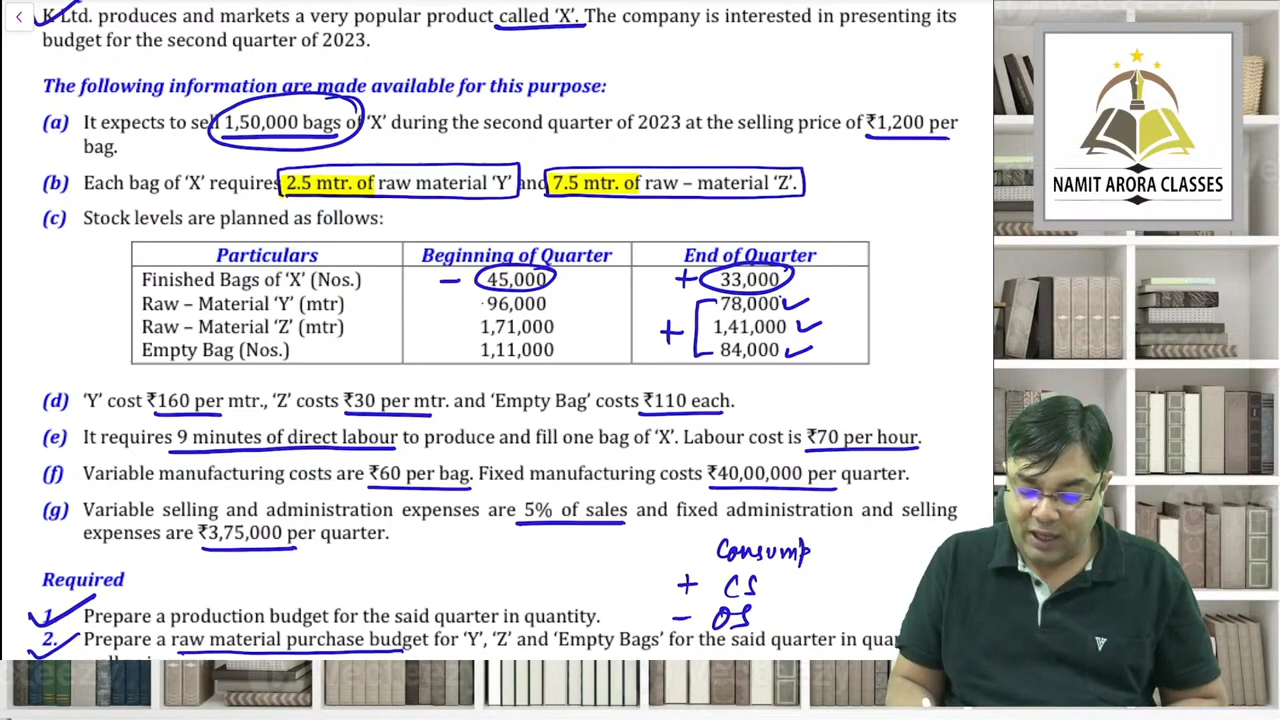 K Ltd. produces and markets a very popular product called ‘X’. The company is interested in presenting its
budget for the second quarter of 2023.
The following information are made available for this purpose:
(a) It expects to sell 1,50,000 bags of ‘X’ during the second quarter of 2023 at the selling price of ₹1,200 per
bag.
(b) Each bag of ‘X’ requires 2.5 mtr. of raw material ‘Y’ and 7.5 mtr. of raw – material ‘Z’.
(c) Stock levels are planned as follows:
Particulars Beginning of Quarter End of Quarter
Finished Bags of ‘X’ (Nos.) – 45,000 + 33,000
Raw – Material ‘Y’ (mtr) 96,000 78,000
Raw – Material ‘Z’ (mtr) 1,71,000 + 1,41,000
Empty Bag (Nos.) 1,11,000 84,000
(d) ‘Y’ cost ₹160 per mtr., ‘Z’ costs ₹30 per mtr. and ‘Empty Bag’ costs ₹110 each.
(e) It requires 9 minutes of direct labour to produce and fill one bag of ‘X’. Labour cost is ₹70 per hour.
(f) Variable manufacturing costs are ₹60 per bag. Fixed manufacturing costs ₹40,00,000 per quarter.
(g) Variable selling and administration expenses are 5% of sales and fixed administration and selling
expenses are ₹3,75,000 per quarter.
Consump
+ CS
– OS
Required
1. Prepare a production budget for the said quarter in quantity.
2. Prepare a raw material purchase budget for ‘Y’, ‘Z’ and ‘Empty Bags’ for the said quarter in
NAMIT ARORA CLASSES